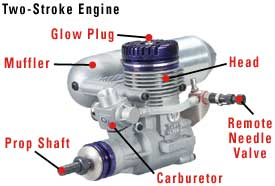 Two-Stroke Engine
Glow Plug
Muffler
Head
Remote
Needle
Valve
Prop Shaft
Carburetor